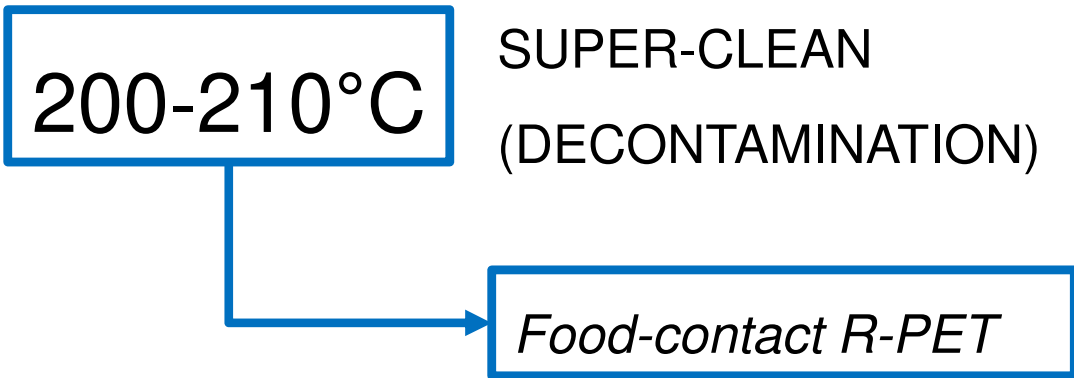 200-210°C
SUPER-CLEAN
(DECONTAMINATION)
Food-contact R-PET